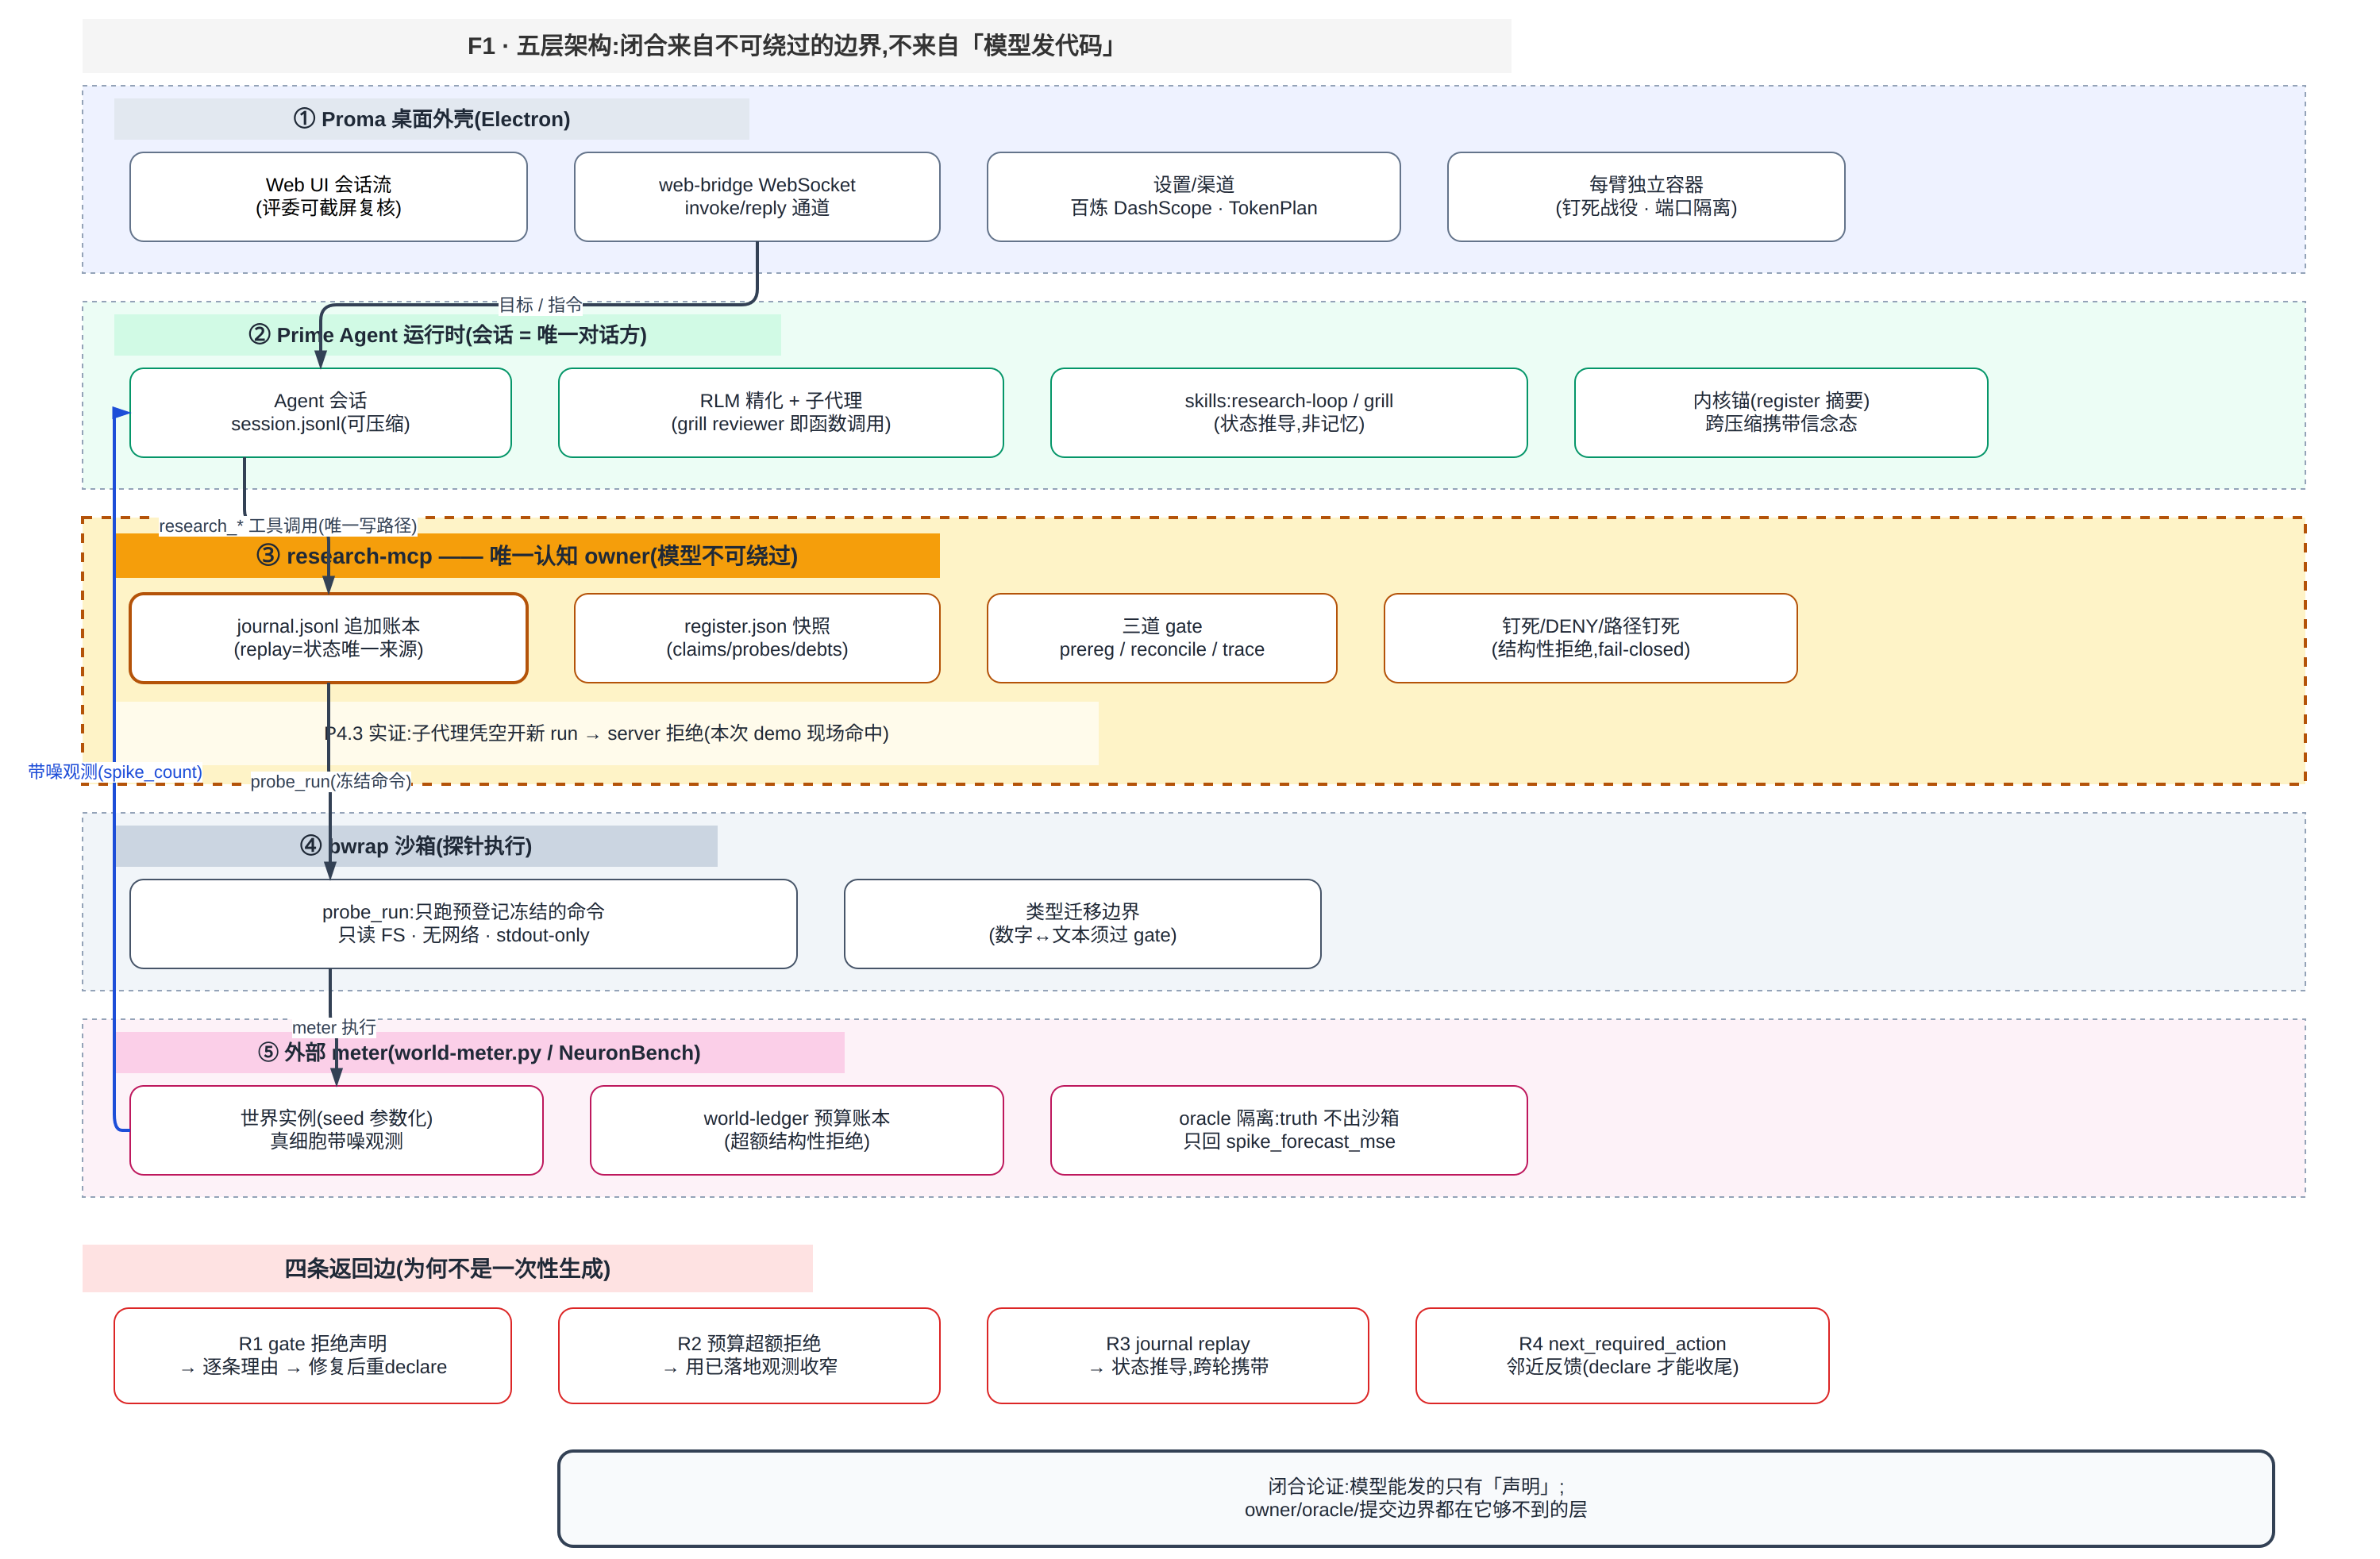 F1 · 五层架构:闭合来自不可绕过的边界,不来自「模型发代码」
① Proma 桌面外壳(Electron)
Web UI 会话流
(评委可截屏复核)
web-bridge WebSocket
invoke/reply 通道
设置/渠道
百炼 DashScope · TokenPlan
每臂独立容器
(钉死战役 · 端口隔离)
目标 / 指令
② Prime Agent 运行时(会话 = 唯一对话方)
Agent 会话
session.jsonl(可压缩)
RLM 精化 + 子代理
(grill reviewer 即函数调用)
skills:research-loop / grill
(状态推导,非记忆)
内核锚(register 摘要)
跨压缩携带信念态
research_* 工具调用(唯一写路径)
③ research-mcp —— 唯一认知 owner(模型不可绕过)
journal.jsonl 追加账本
(replay=状态唯一来源)
register.json 快照
(claims/probes/debts)
三道 gate
prereg / reconcile / trace
钉死/DENY/路径钉死
(结构性拒绝,fail-closed)
P4.3 实证:子代理凭空开新 run → server 拒绝(本次 demo 现场命中)
带噪观测(spike_count)
probe_run(冻结命令)
④ bwrap 沙箱(探针执行)
probe_run:只跑预登记冻结的命令
只读 FS · 无网络 · stdout-only
类型迁移边界
(数字↔文本须过 gate)
meter 执行
⑤ 外部 meter(world-meter.py / NeuronBench)
世界实例(seed 参数化)
真细胞带噪观测
world-ledger 预算账本
(超额结构性拒绝)
oracle 隔离:truth 不出沙箱
只回 spike_forecast_mse
四条返回边(为何不是一次性生成)
R1 gate 拒绝声明
→ 逐条理由 → 修复后重declare
R2 预算超额拒绝
→ 用已落地观测收窄
R3 journal replay
→ 状态推导,跨轮携带
R4 next_required_action
邻近反馈(declare 才能收尾)
闭合论证:模型能发的只有「声明」;
owner/oracle/提交边界都在它够不到的层